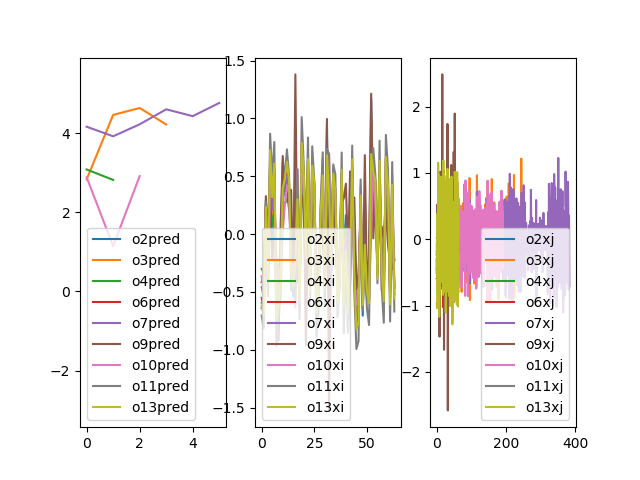 4
2
0
−2
0
2
4
o2pred
o3pred
o4pred
o6pred
o7pred
o9pred
o10pred
o11pred
o13pred
1.5
1.0
0.5
0.0
−0.5
−1.0
−1.5
0
25
50
o2xi
o3xi
o4xi
o6xi
o7xi
o9xi
o10xi
o11xi
o13xi
2
1
0
−1
−2
0
200
400
o2xj
o3xj
o4xj
o6xj
o7xj
o9xj
o10xj
o11xj
o13xj